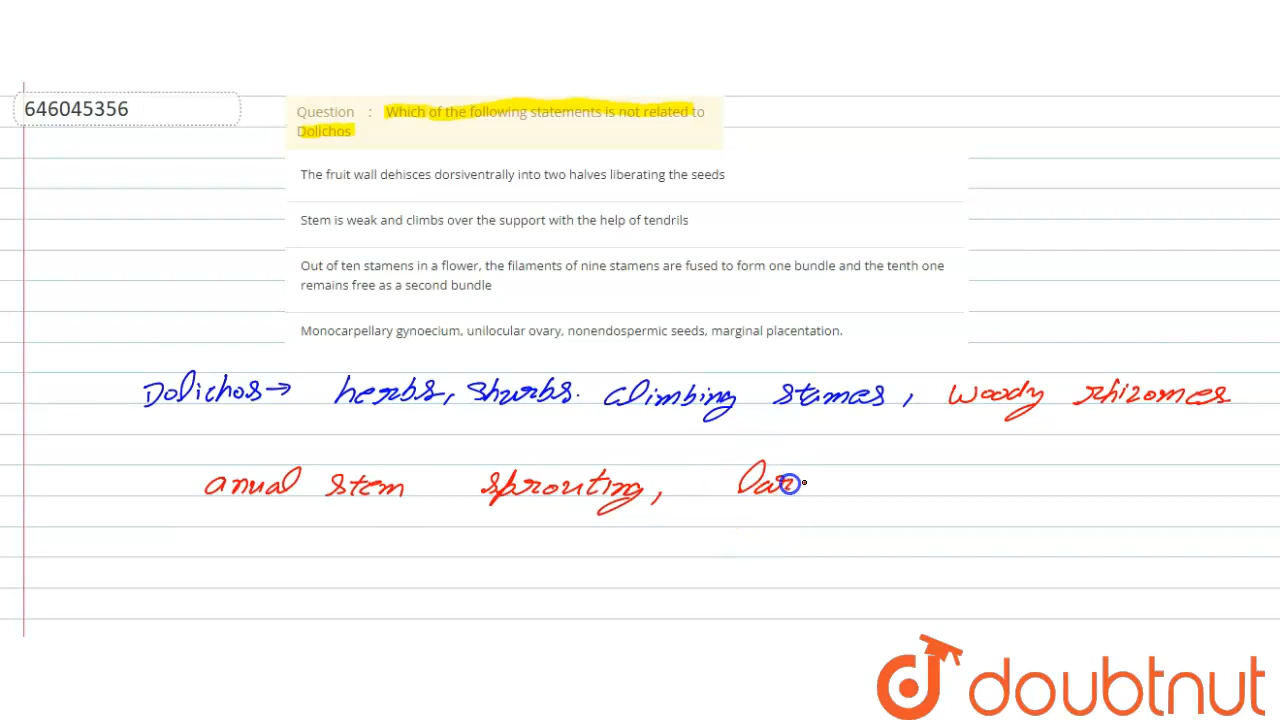 646045356
Question : Which of the following statements is not related to
Dolichos
The fruit wall dehisces dorsiventrally into two halves liberating the seeds
Stem is weak and climbs over the support with the help of tendrils
Out of ten stamens in a flower, the filaments of nine stamens are fused to form one bundle and the tenth one
remains free as a second bundle
Monocarpellary gynoecium, unilocular ovary, nonendospermic seeds, marginal placentation.
Dolichos → herbs, shurbs. climbing stames, woody rhizomes
anual stem sprouting,
doubtnut